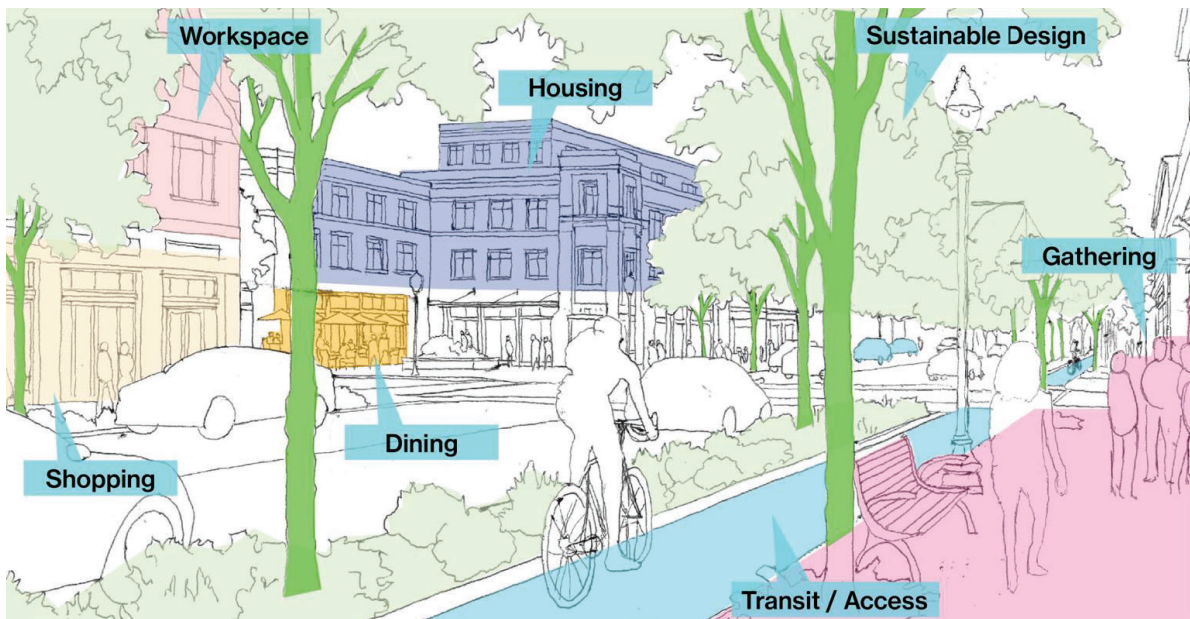 Workspace
Sustainable Design
Housing
Gathering
Dining
Shopping
Transit / Access